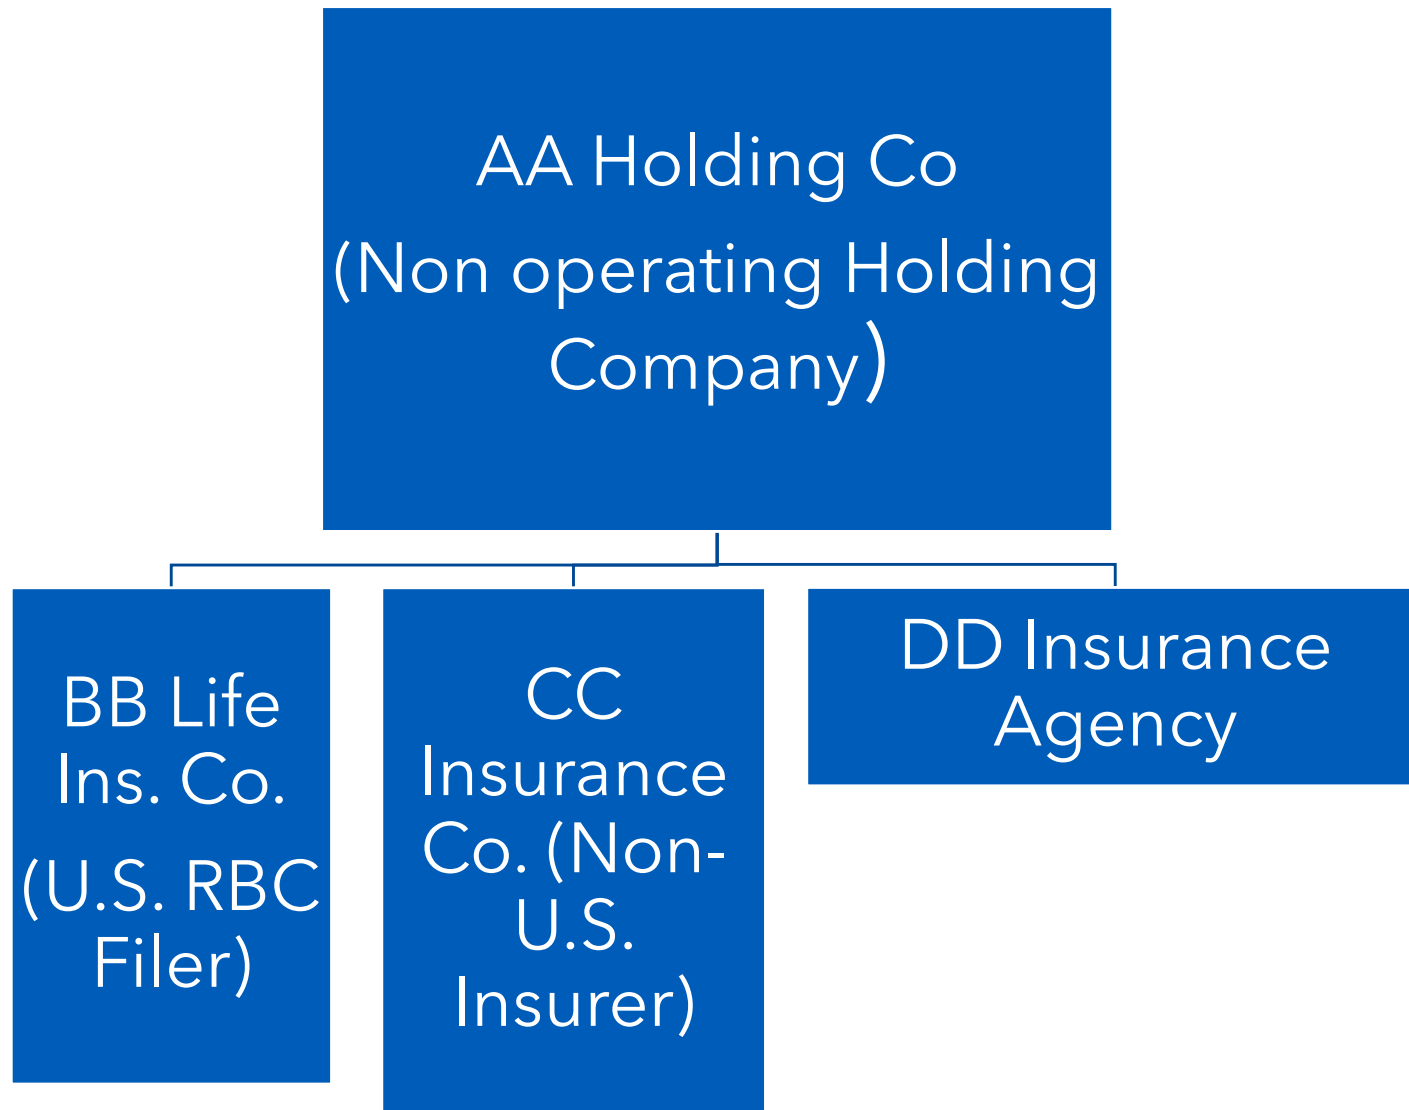 AA Holding Co
(Non operating Holding
Company)
BB Life
Ins. Co.
(U.S. RBC
Filer)
CC
Insurance
Co. (Non-
U.S.
Insurer)
DD Insurance
Agency